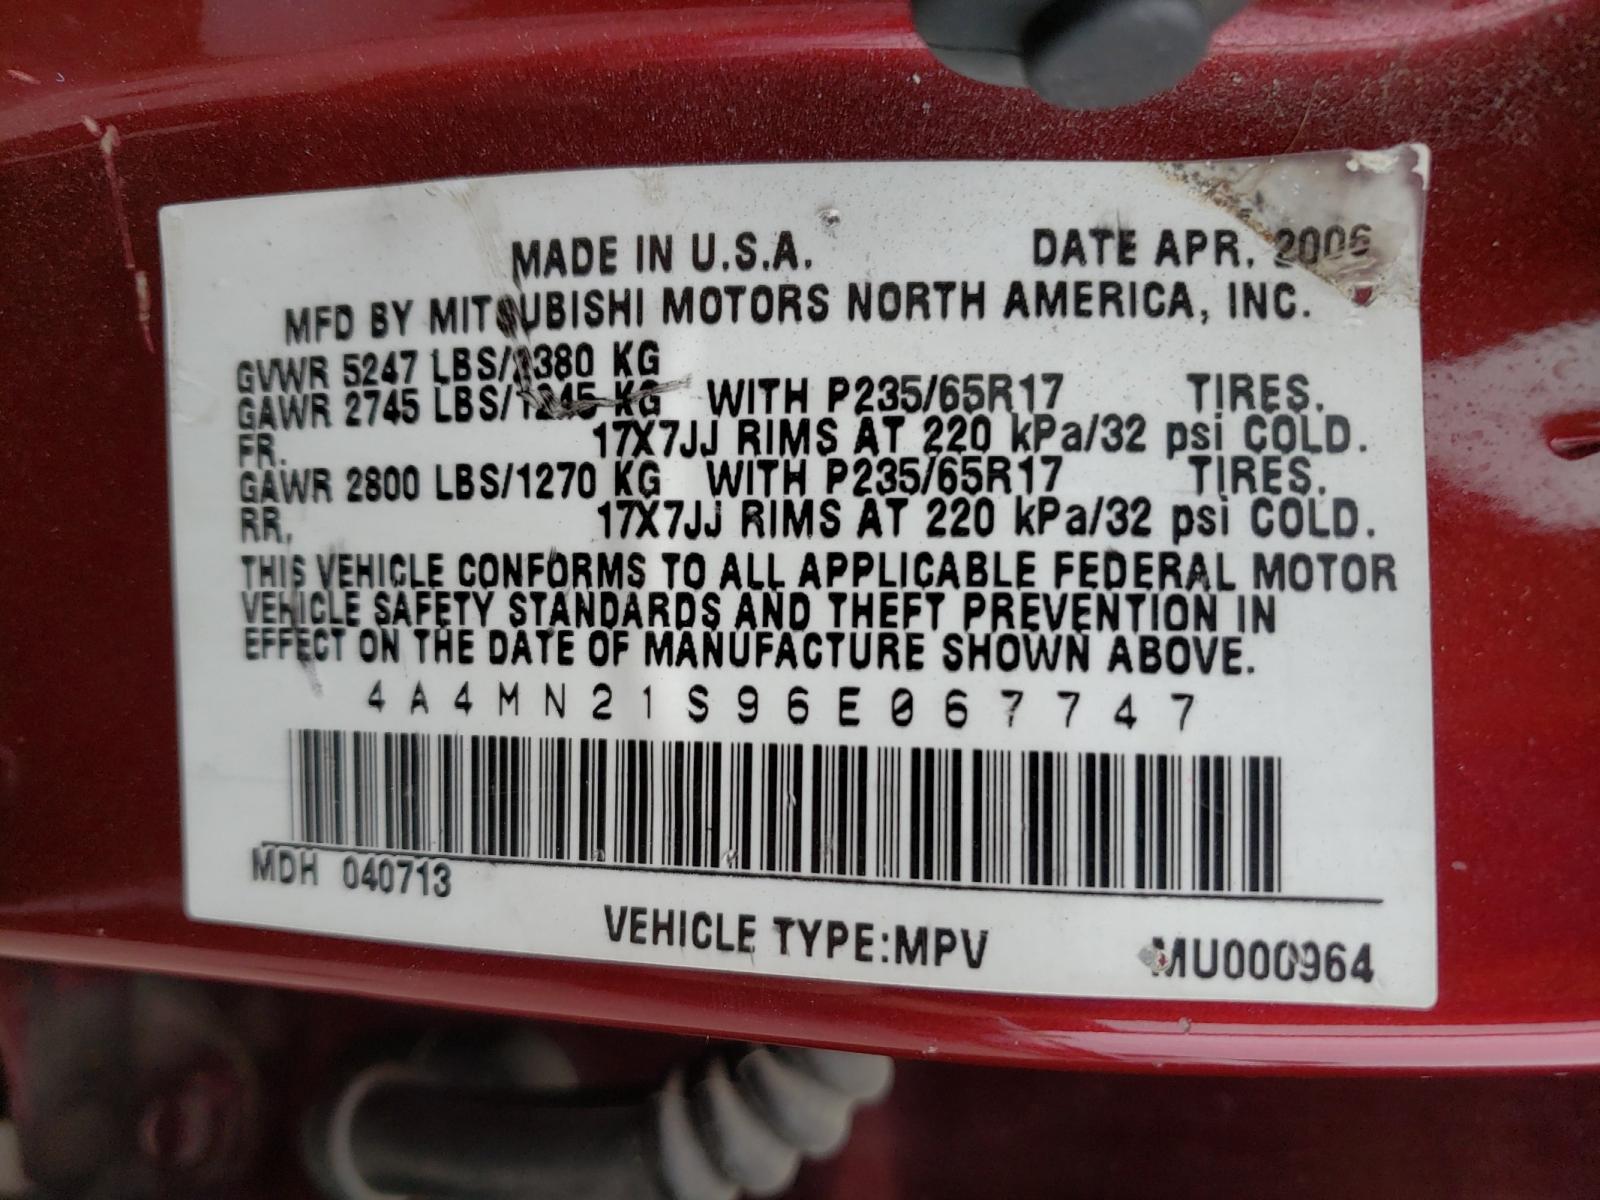 MADE IN U.S.A. DATE APR. 2006
MFD BY MITSUBISHI MOTORS NORTH AMERICA, INC.
GVWR 5247 LBS/2380 KG
GAWR 2745 LBS/1245 KG WITH P235/65R17 TIRES.
FR. 17X7JJ RIMS AT 220 kPa/32 psi COLD.
GAWR 2800 LBS/1270 KG WITH P235/65R17 TIRES.
RR. 17X7JJ RIMS AT 220 kPa/32 psi COLD.
THIS VEHICLE CONFORMS TO ALL APPLICABLE FEDERAL MOTOR
VEHICLE SAFETY STANDARDS AND THEFT PREVENTION IN
EFFECT ON THE DATE OF MANUFACTURE SHOWN ABOVE.
4A4MN21S96E067747
MDH 040713
VEHICLE TYPE:MPV MU000964